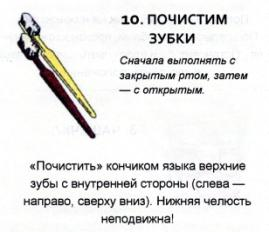 10. ПОЧИСТИМ
ЗУБКИ
Сначала выполнять с
закрытым ртом, затем
— с открытым.
«Почистить» кончиком языка верхние
зубы с внутренней стороны (слева —
направо, сверху вниз). Нижняя челюсть
неподвижна!